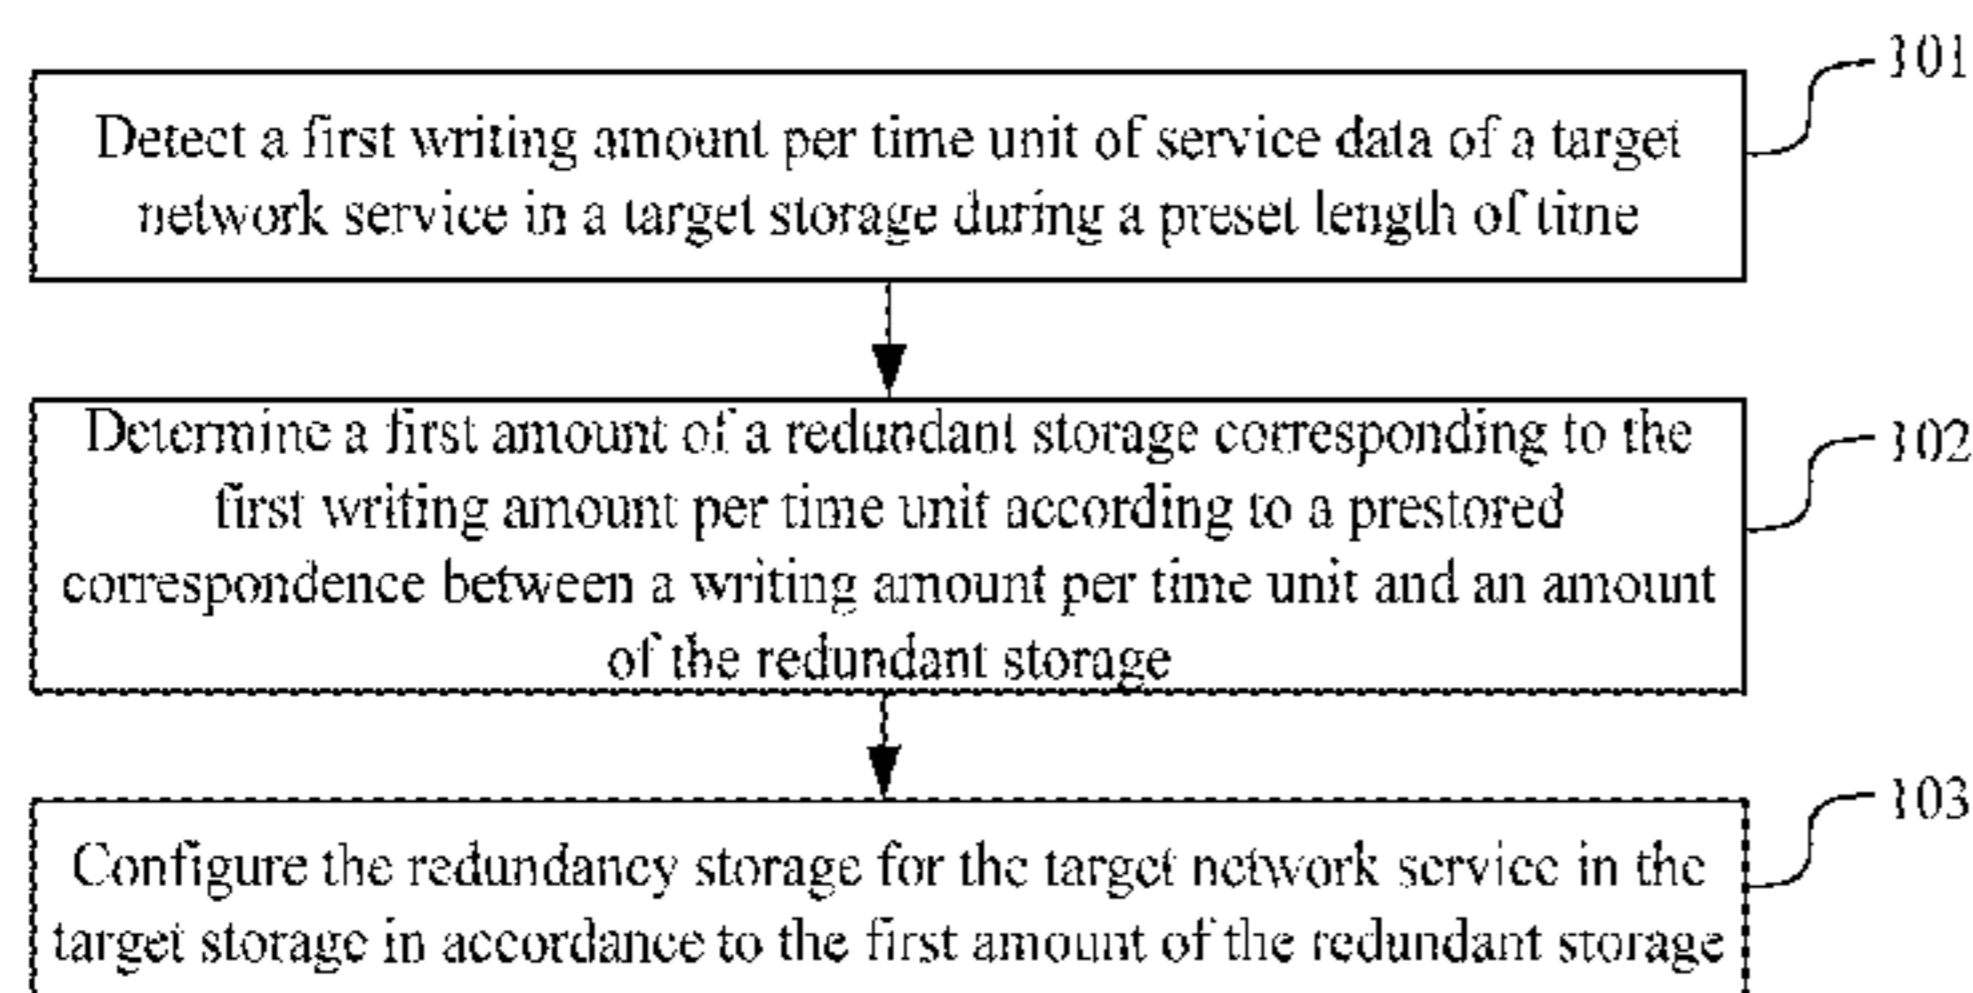 101
Detect a first writing amount per time unit of service data of a target
network service in a target storage during a preset length of time
102
Determine a first amount of a redundant storage corresponding to the
first writing amount per time unit according to a prestored
correspondence between a writing amount per time unit and an amount
of the redundant storage
103
Configure the redundancy storage for the target network service in the
target storage in accordance to the first amount of the redundant storage